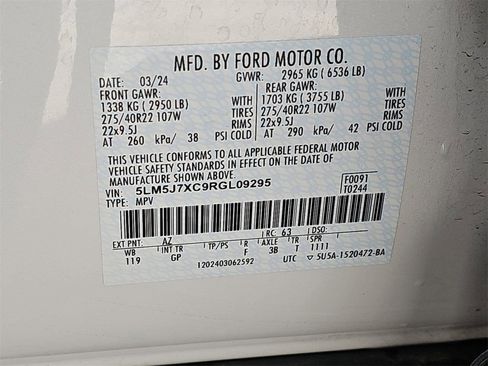 MFD. BY FORD MOTOR CO.
DATE: 03/24 GVWR: 2965 KG ( 6536 LB)
FRONT GAWR: REAR GAWR:
1338 KG ( 2950 LB) WITH 1703 KG ( 3755 LB) WITH
275/40R22 107W TIRES 275/40R22 107W TIRES
22x9.5J RIMS 22x9.5J RIMS
AT 260 kPa/ 38 PSI COLD AT 290 kPa/ 42 PSI COLD
THIS VEHICLE CONFORMS TO ALL APPLICABLE FEDERAL MOTOR
VEHICLE SAFETY STANDARDS IN EFFECT ON THE DATE OF
MANUFACTURE SHOWN ABOVE.
VIN: 5LM5J7XC9RGL09295 F0091
TYPE: MPV T0244
EXT PNT: AZ RC: 63 DSO:
WB INT TR TP/PS R AXLE TR SPR
119 GP F 3B T 1111
1202403062592 UTC ▽ 5U5A-1520472-BA